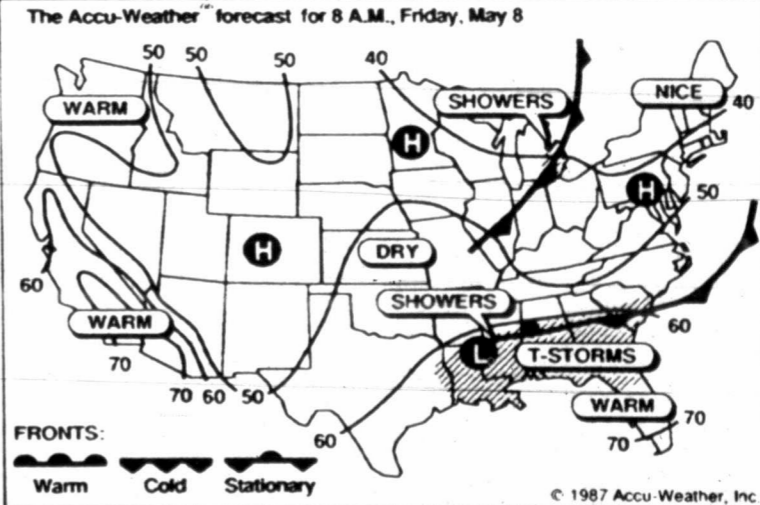 The Accu-Weather™ forecast for 8 A.M., Friday, May 8
50 50 50 40
WARM
SHOWERS
NICE
40
H
H
50
H
DRY
60
SHOWERS
WARM
60
L
T-STORMS
70
70 60 50
WARM
70
60
70
FRONTS:
Warm Cold Stationary
© 1987 Accu-Weather, Inc.